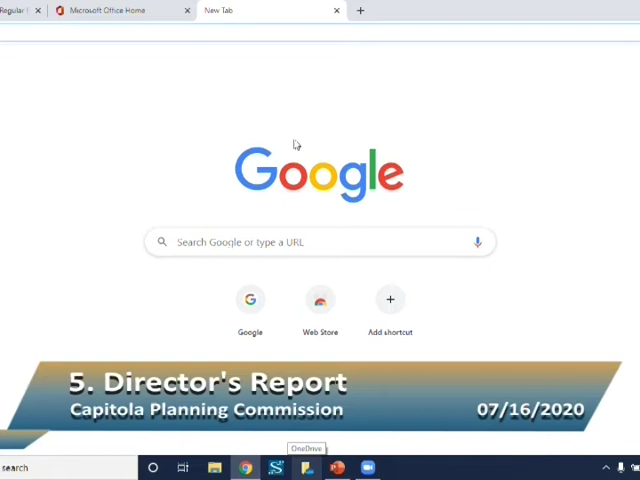 Regular
Microsoft Office Home
New Tab
Google
Search Google or type a URL
Google
Web Store
Add shortcut
5. Director's Report
Capitola Planning Commission
07/16/2020
OneDrive
search